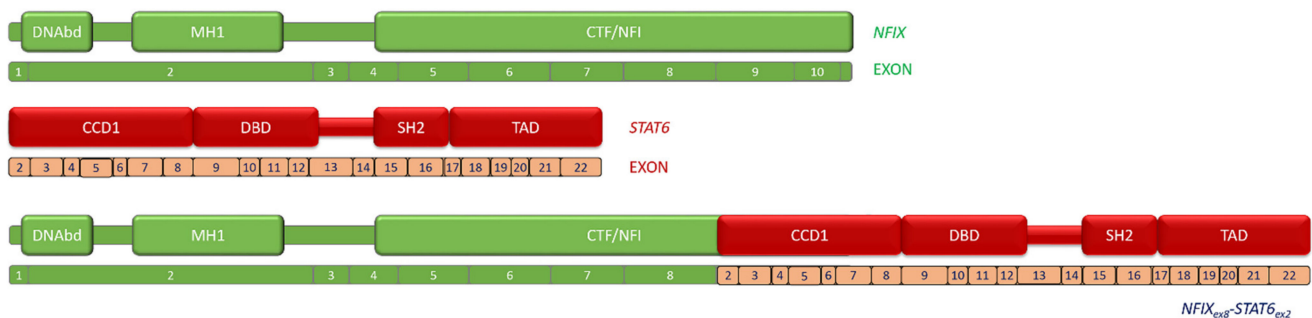 DNAbd MH1 CTF/NFI NFIX
1 2 3 4 5 6 7 8 9 10 EXON
CCD1 DBD SH2 TAD STAT6
2 3 4 5 6 7 8 9 10 11 12 13 14 15 16 17 18 19 20 21 22 EXON
DNAbd MH1 CTF/NFI CCD1 DBD SH2 TAD
1 2 3 4 5 6 7 8 2 3 4 5 6 7 8 9 10 11 12 13 14 15 16 17 18 19 20 21 22
NFIXex8-STAT6ex2